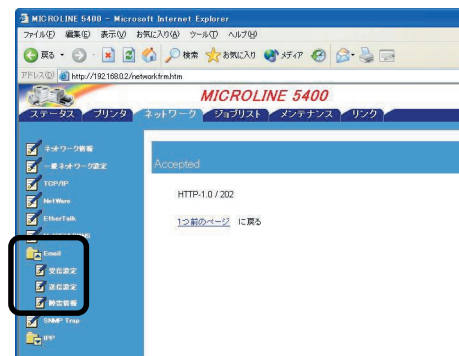 MICROLINE 5400 - Microsoft Internet Explorer
ファイル(F) 編集(E) 表示(V) お気に入り(A) ツール(T) ヘルプ(H)
戻る 検索 お気に入り メディア
アドレス(D) http://192.168.0.2/networkfrm.htm
MICROLINE 5400
ステータス プリンタ ネットワーク ジョブリスト メンテナンス リンク
ネットワーク情報
一般ネットワーク設定
Accepted
TCP/IP
NetWare
HTTP-1.0 / 202
EtherTalk
1つ前のページ に戻る
Email
受信設定
送信設定
障害情報
SNMP Trap
IPP